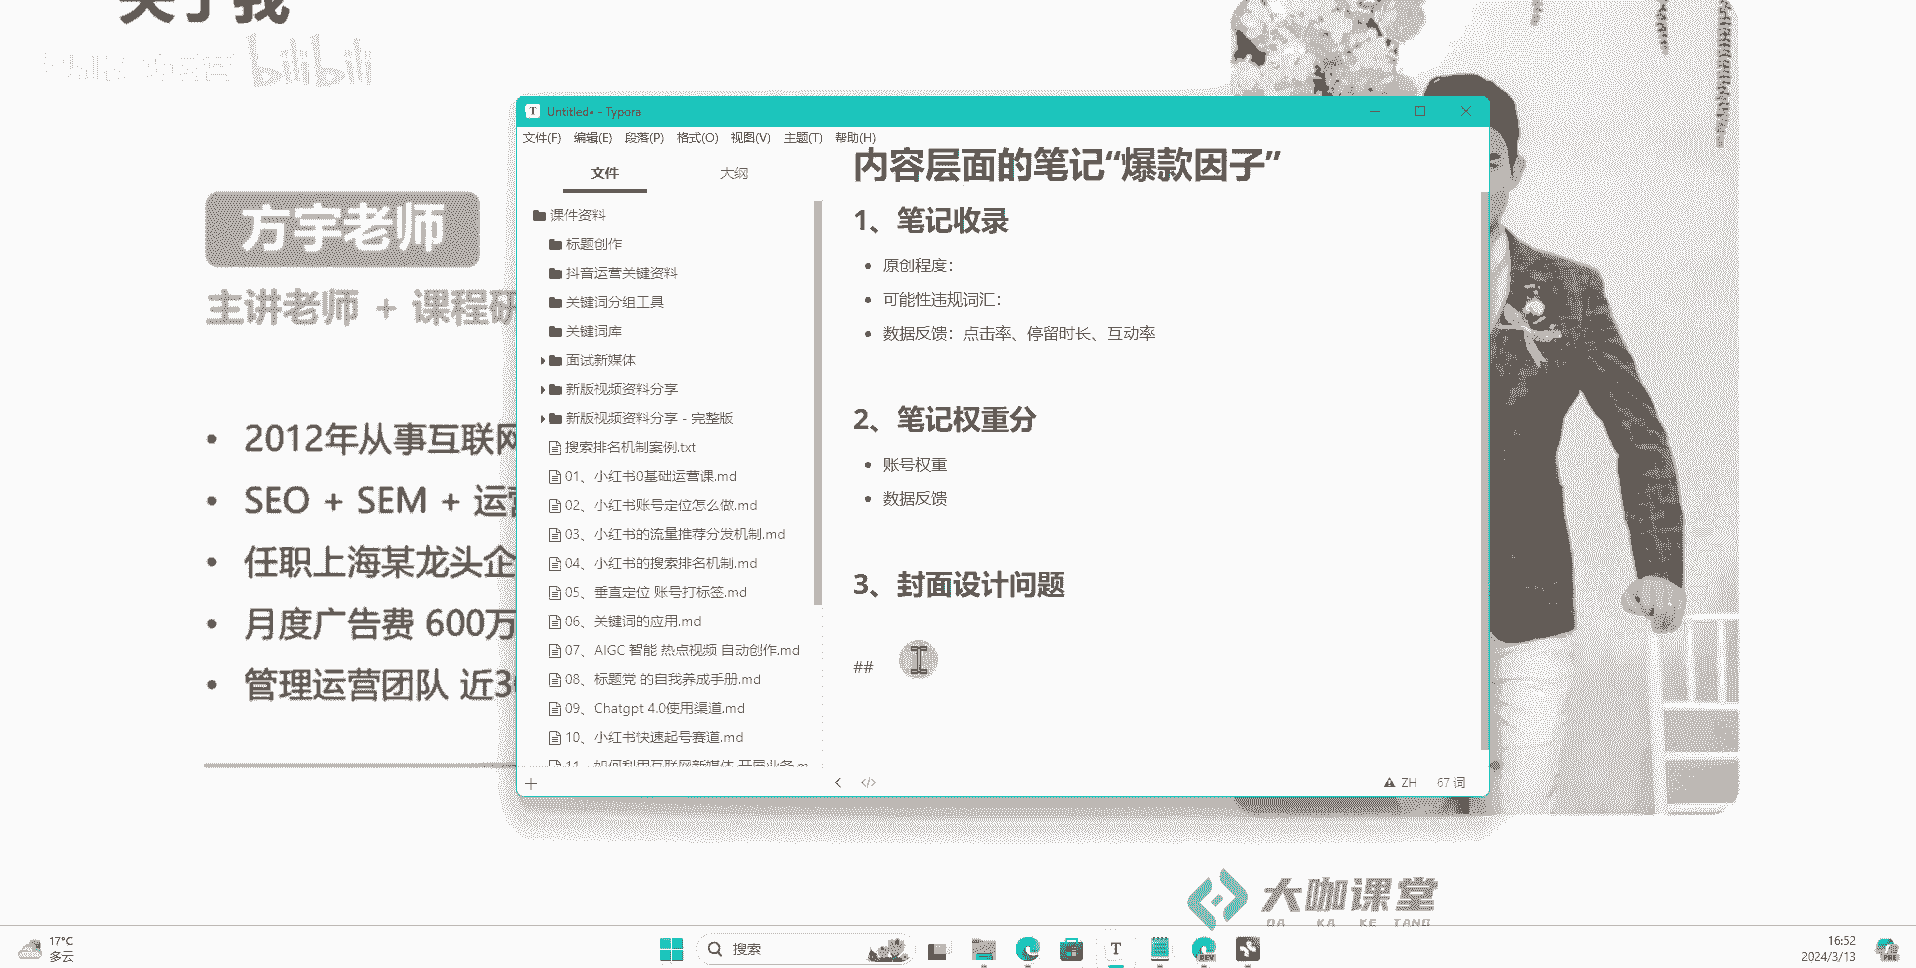 关于我
bilibili
方宇老师
主讲老师 + 课程研
2012年从事互联网
SEO + SEM + 运营
任职上海某龙头企
月度广告费 600万
管理运营团队 近30
Untitled• - Typora
文件(F) 编辑(E) 段落(P) 格式(O) 视图(V) 主题(T) 帮助(H)
文件 大纲
课件资料
标题创作
抖音运营关键资料
关键词分组工具
关键词库
面试新媒体
新版视频资料分享
新版视频资料分享 - 完整版
搜索排名机制案例.txt
01、小红书0基础运营课.md
02、小红书账号定位怎么做.md
03、小红书的流量推荐分发机制.md
04、小红书的搜索排名机制.md
05、垂直定位 账号打标签.md
06、关键词的应用.md
07、AIGC 智能 热点视频 自动创作.md
08、标题党 的自我养成手册.md
09、Chatgpt 4.0使用渠道.md
10、小红书快速起号赛道.md
11、如何利用互联网新媒体 开展业务.m
内容层面的笔记“爆款因子”
1、笔记收录
原创程度：
可能性违规词汇：
数据反馈：点击率、停留时长、互动率
2、笔记权重分
账号权重
数据反馈
3、封面设计问题
##
ZH 67 词
大咖课堂
DA KA KE TANG
17°C
多云
搜索
T
DEV
16:52
2024/3/13
PRE